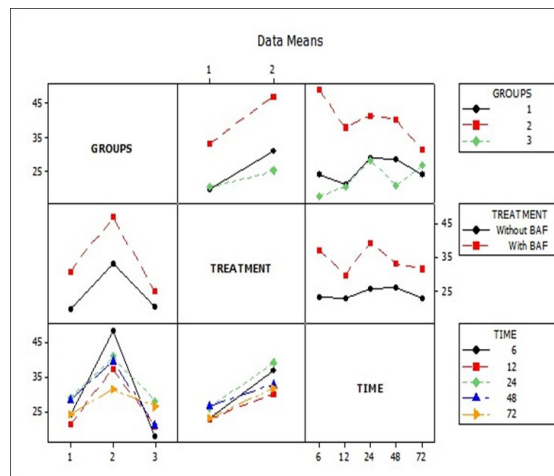 Data Means
1 2
GROUPS
45
35
25
GROUPS
1
2
3
TREATMENT
45
35
25
TREATMENT
Without BAF
With BAF
45
35
25
TIME
TIME
6
12
24
48
72
1 2 3
1 2
6 12 24 48 72